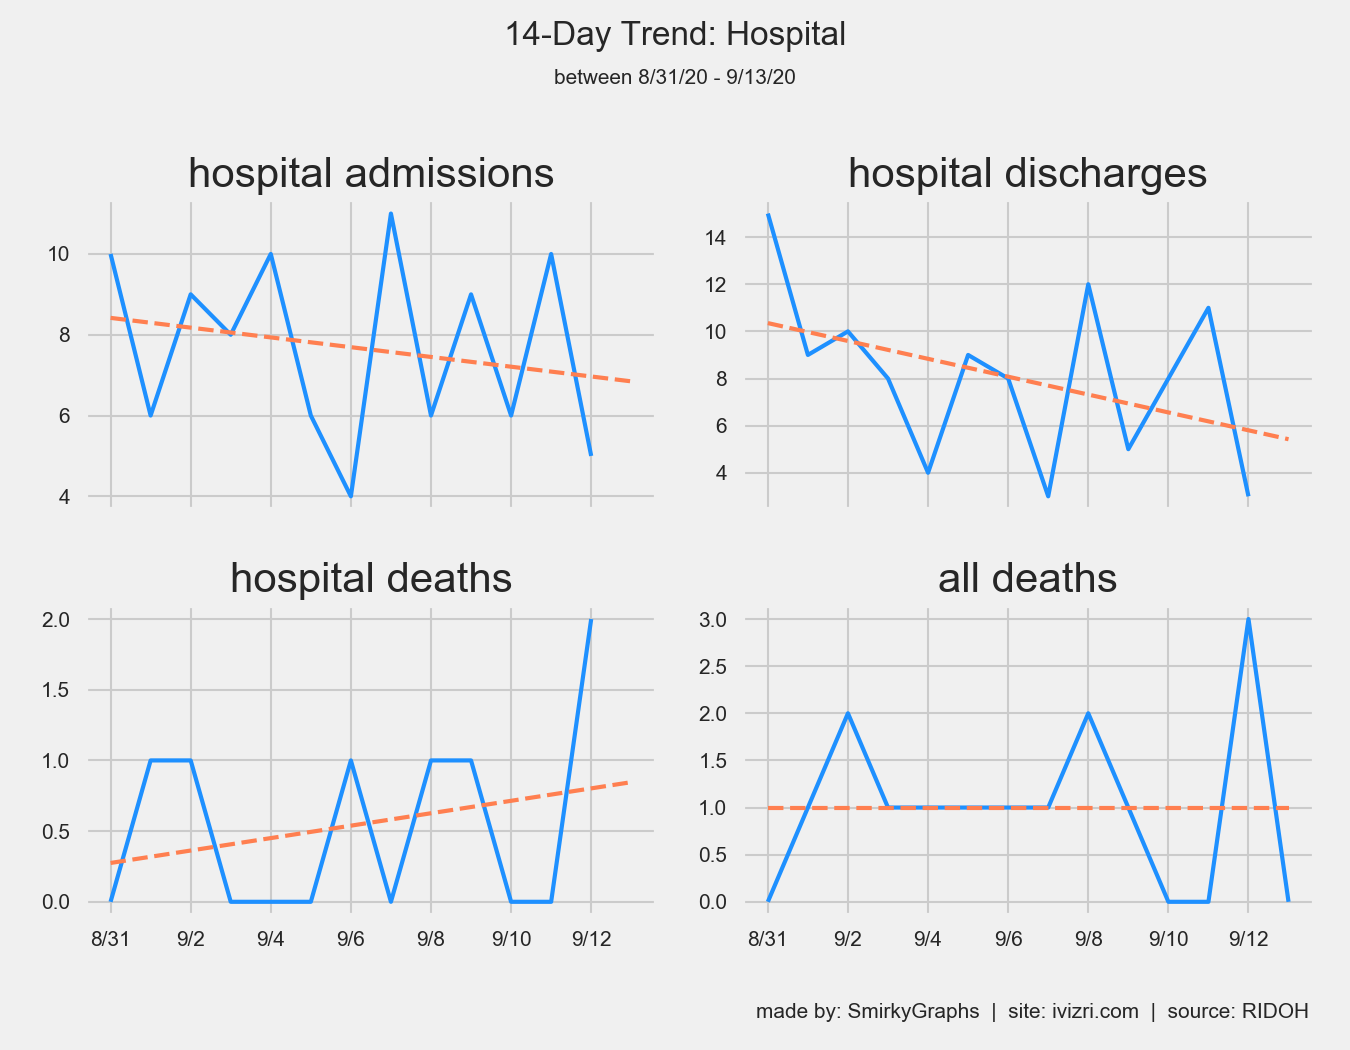 14-Day Trend: Hospital
between 8/31/20 - 9/13/20
hospital admissions
10
8
6
4
hospital discharges
14
12
10
8
6
4
hospital deaths
2.0
1.5
1.0
0.5
0.0
8/31 9/2 9/4 9/6 9/8 9/10 9/12
all deaths
3.0
2.5
2.0
1.5
1.0
0.5
0.0
8/31 9/2 9/4 9/6 9/8 9/10 9/12
made by: SmirkyGraphs | site: ivizri.com | source: RIDOH